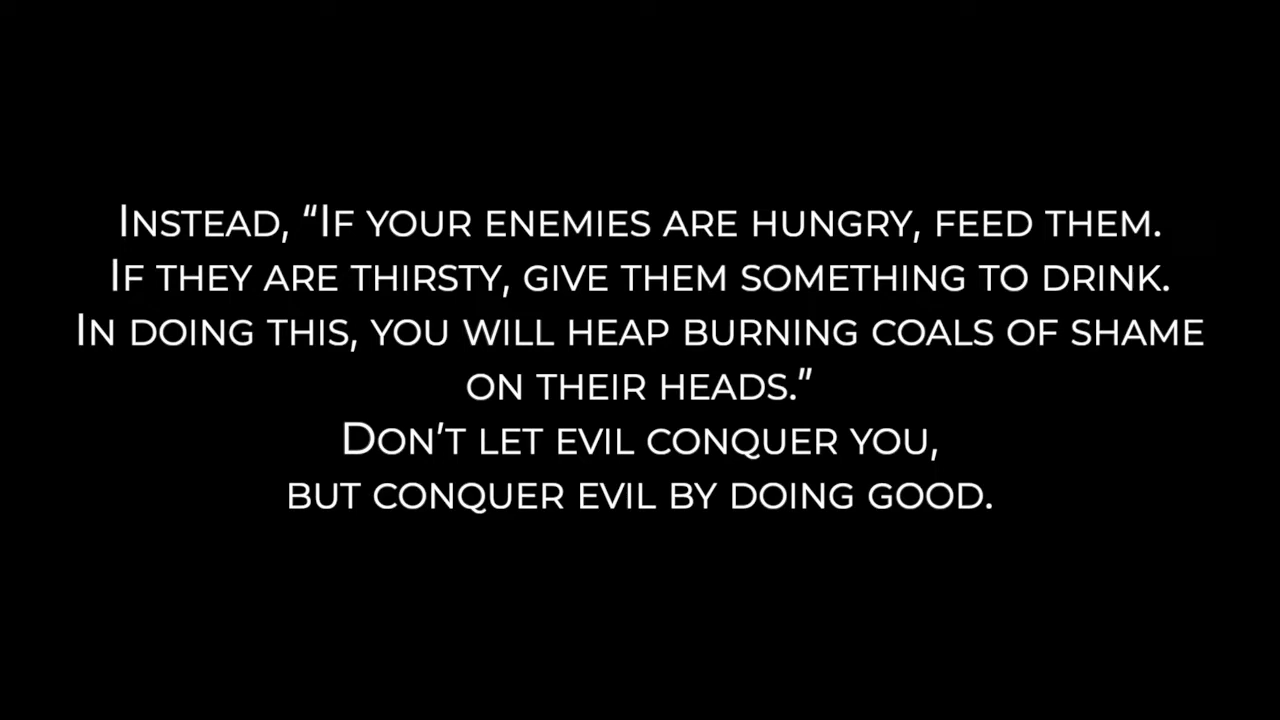 Instead, “If your enemies are hungry, feed them.
If they are thirsty, give them something to drink.
In doing this, you will heap burning coals of shame
on their heads.”
Don’t let evil conquer you,
but conquer evil by doing good.